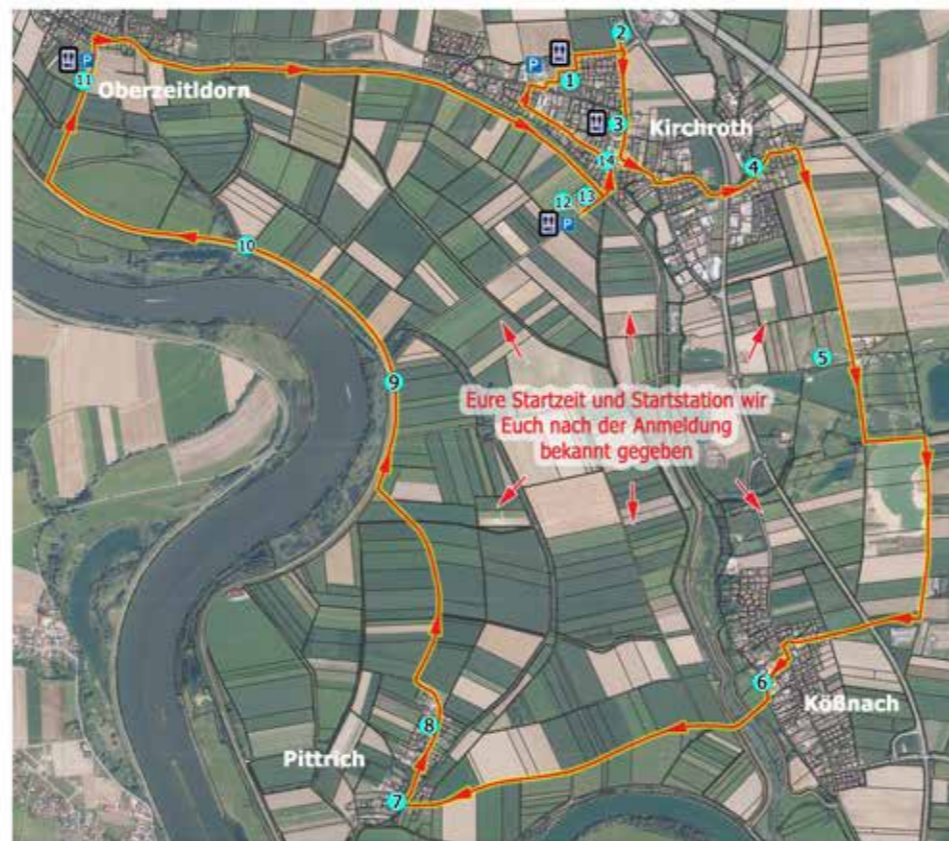 2
P
1
P
11
Oberzeitldorn
3
Kirchroth
14
4
12
13
P
10
5
9
Eure Startzeit und Startstation wir
Euch nach der Anmeldung
bekannt gegeben
6
Kößnach
8
Pittrich
7